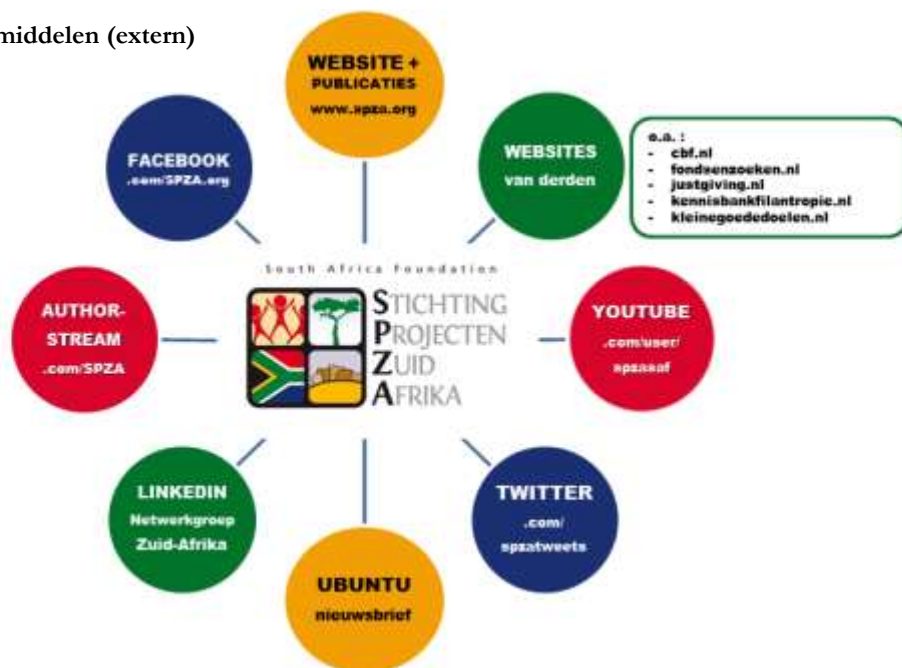 middelen (extern)
WEBSITE +
PUBLICATIES
www.spza.org
FACEBOOK
.com/SPZA.org
WEBSITES
van derden
o.a. :
- cbf.nl
- fondsenzoeken.nl
- justgiving.nl
- kennisbankfilantropie.nl
- kleinegoededoelen.nl
South Africa Foundation
STICHTING
PROJECTEN
ZUID
AFRIKA
AUTHOR-
STREAM
.com/SPZA
YOUTUBE
.com/user/
spzasaf
LINKEDIN
Netwerkgroep
Zuid-Afrika
TWITTER
.com/
spzatweets
UBUNTU
nieuwsbrief